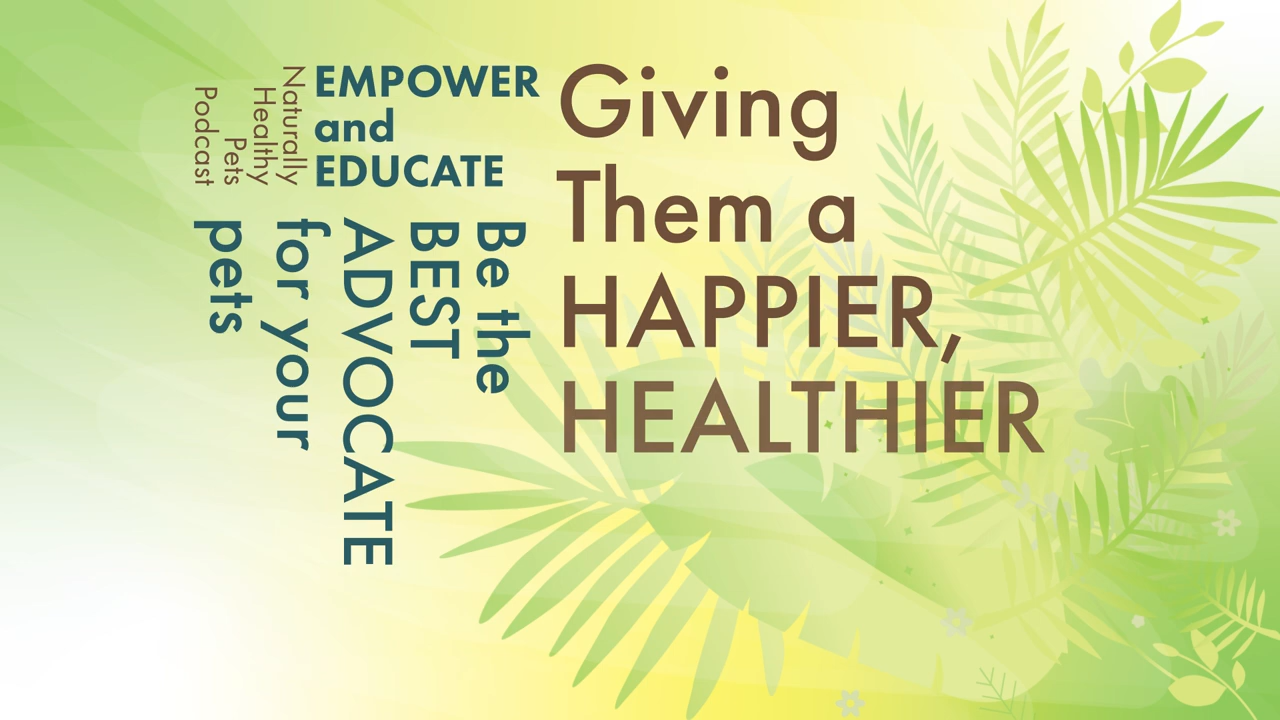 Naturally
Healthy
Pets
Podcast
EMPOWER
and
EDUCATE
Be the
BEST
ADVOCATE
for your
pets
Giving
Them a
HAPPIER,
HEALTHIER